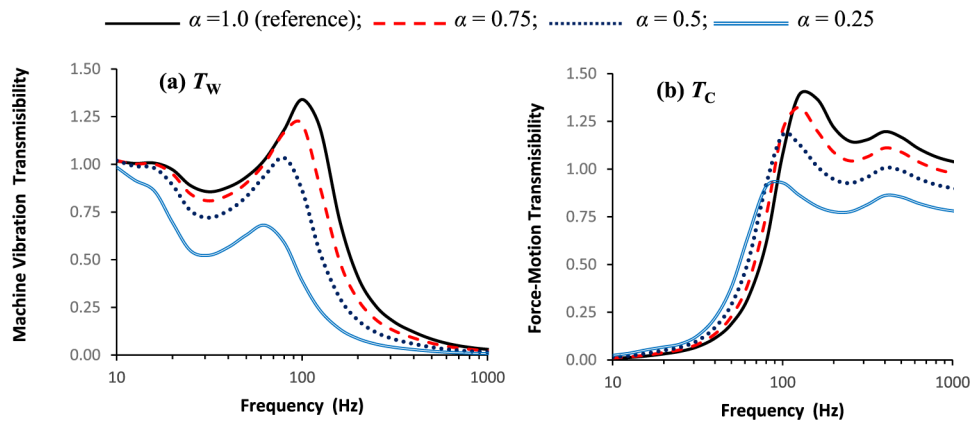 α =1.0 (reference); α = 0.75; α = 0.5; α = 0.25
(a) TW
Machine Vibration Transmisibility
1.50
1.25
1.00
0.75
0.50
0.25
0.00
10 100 1000
Frequency (Hz)
(b) TC
Force-Motion Transmisibility
1.50
1.25
1.00
0.75
0.50
0.25
0.00
10 100 1000
Frequency (Hz)